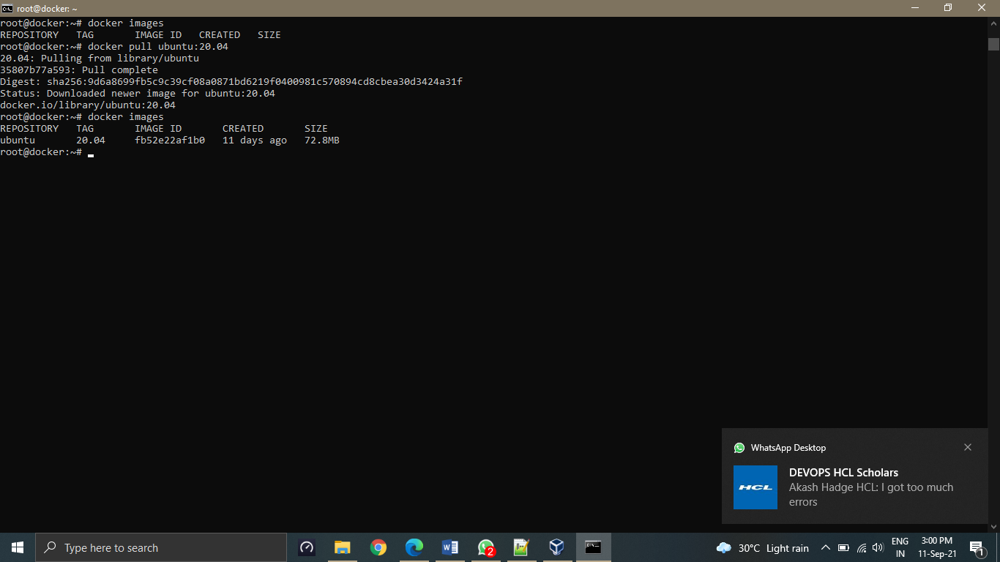 root@docker: ~
root@docker:~# docker images
REPOSITORY   TAG       IMAGE ID   CREATED   SIZE
root@docker:~# docker pull ubuntu:20.04
20.04: Pulling from library/ubuntu
35807b77a593: Pull complete
Digest: sha256:9d6a8699fb5c9c39cf08a0871bd6219f0400981c570894cd8cbea30d3424a31f
Status: Downloaded newer image for ubuntu:20.04
docker.io/library/ubuntu:20.04
root@docker:~# docker images
REPOSITORY   TAG       IMAGE ID       CREATED       SIZE
ubuntu       20.04     fb52e22af1b0   11 days ago   72.8MB
root@docker:~#
WhatsApp Desktop
DEVOPS HCL Scholars
HCL
Akash Hadge HCL: I got too much
errors
Type here to search
2
30°C Light rain
ENG
IN
3:00 PM
11-Sep-21
1